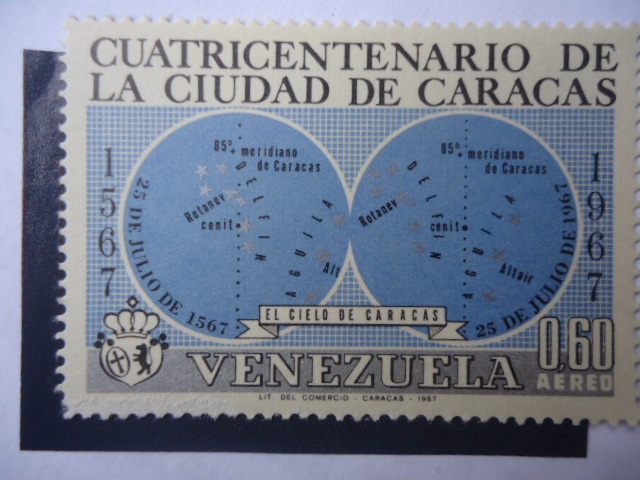 CUATRICENTENARIO DE
LA CIUDAD DE CARACAS
1567
85° meridiano
de Caracas
Rotanev
cenit
DELFIN
AGUILA
Alt
25 DE JULIO DE 1567
85° meridiano
de Caracas
Rotanev
cenit
DELFIN
AGUILA
Altair
25 DE JULIO DE 1967
1967
EL CIELO DE CARACAS
VENEZUELA
0,60
AEREO
LIT. DEL COMERCIO - CARACAS - 1967